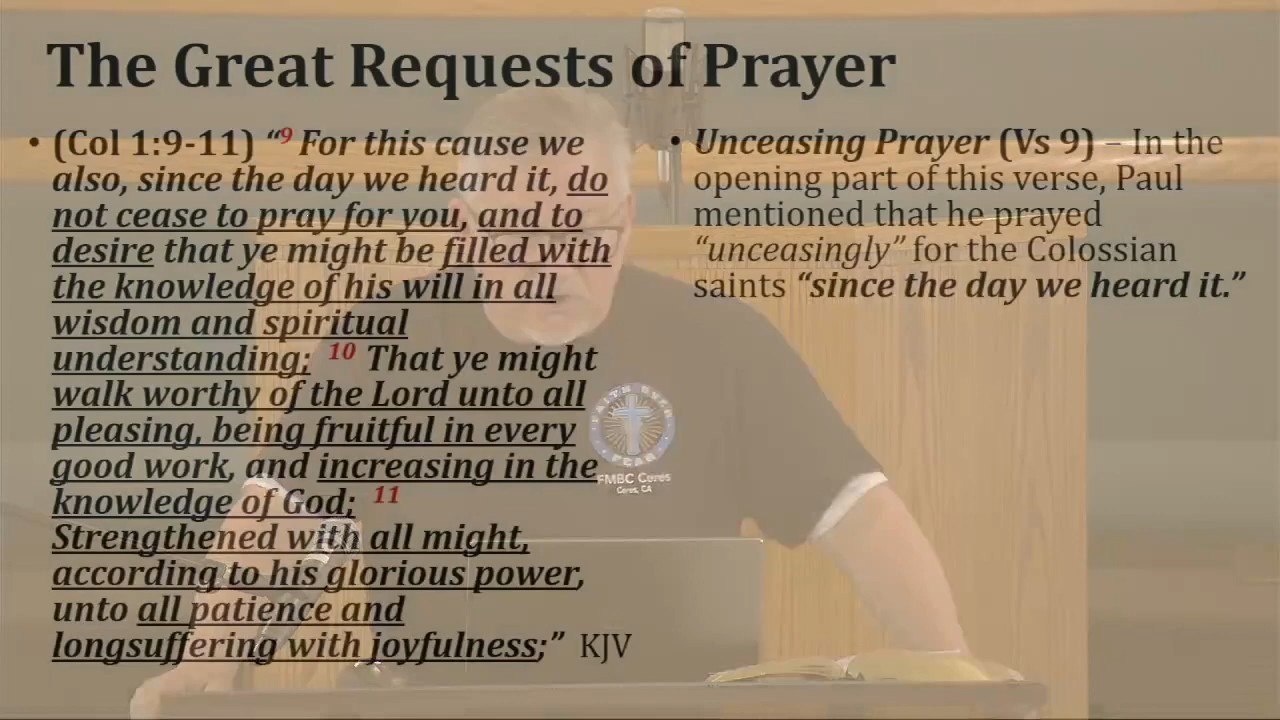 The Great Requests of Prayer
• (Col 1:9-11) “9 For this cause we
also, since the day we heard it, do
not cease to pray for you, and to
desire that ye might be filled with
the knowledge of his will in all
wisdom and spiritual
understanding; 10 That ye might
walk worthy of the Lord unto all
pleasing, being fruitful in every
good work, and increasing in the
knowledge of God; 11
Strengthened with all might,
according to his glorious power,
unto all patience and
longsuffering with joyfulness;” KJV
• Unceasing Prayer (Vs 9) – In the
opening part of this verse, Paul
mentioned that he prayed
“unceasingly” for the Colossian
saints “since the day we heard it.”
FAITH OVER
FEAR
FMBC Ceres
Ceres, CA